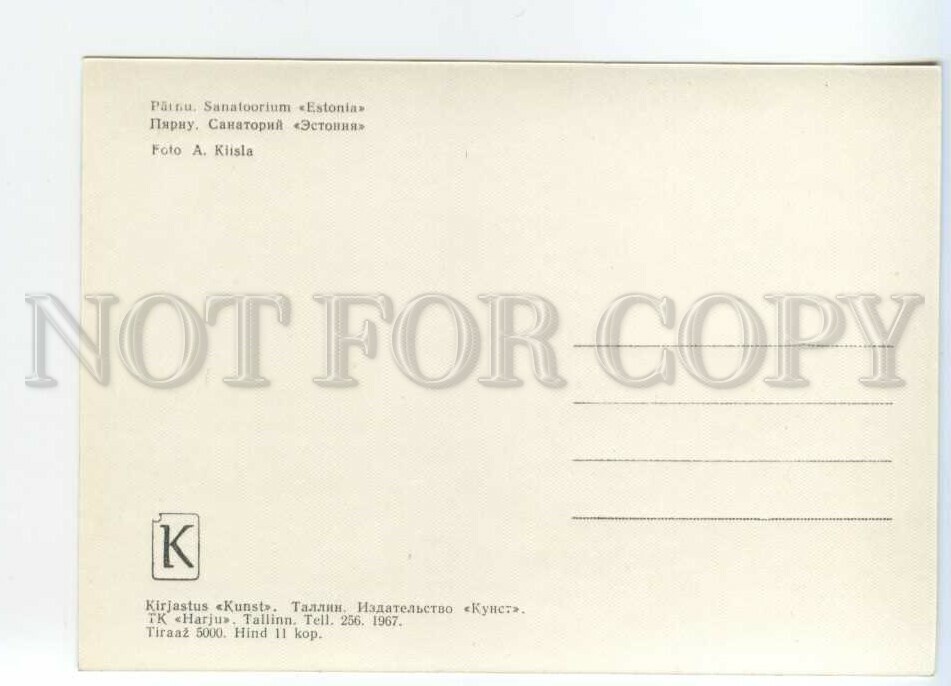 Pärnu. Sanatoorium «Estonia»
Пярну. Санаторий «Эстония»
Foto A. Kiisla
NOT FOR COPY
K
Kirjastus «Kunst». Таллин. Издательство «Кунст».
TK «Harju». Tallinn. Tell. 256. 1967.
Tiraaž 5000. Hind 11 kop.